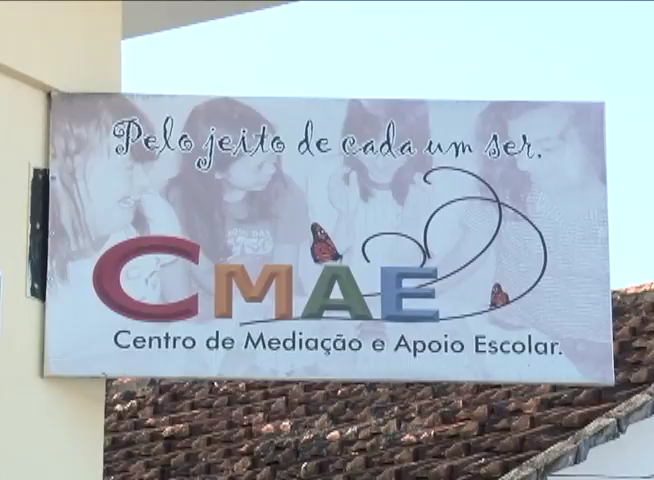 Pelo jeito de cada um ser.
CMAE
Centro de Mediação e Apoio Escolar.